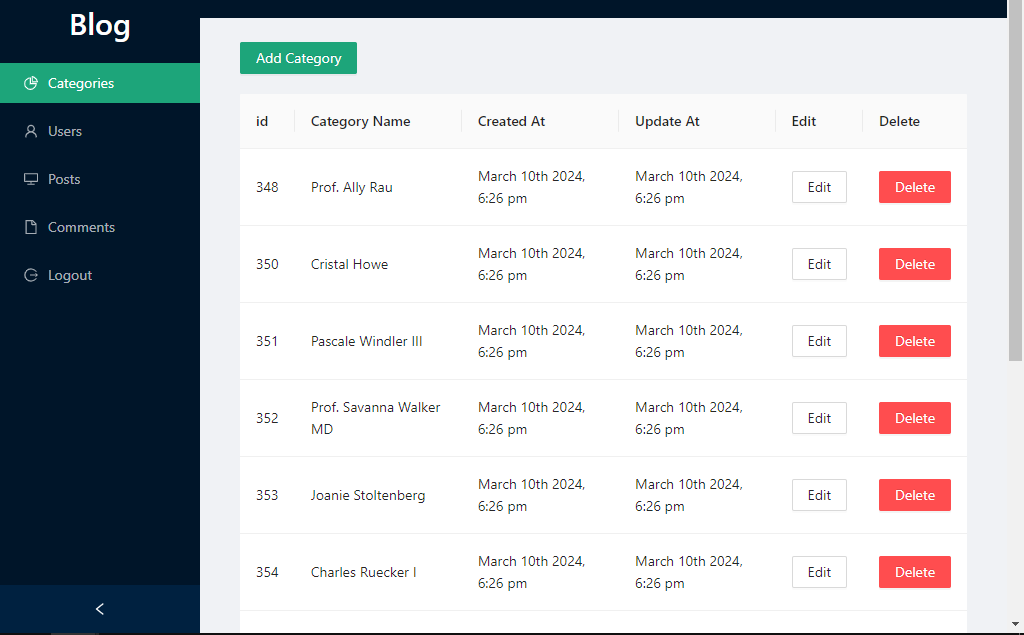 Blog
Categories
Users
Posts
Comments
Logout
Add Category
id Category Name Created At Update At Edit Delete
348 Prof. Ally Rau March 10th 2024, 6:26 pm March 10th 2024, 6:26 pm Edit Delete
350 Cristal Howe March 10th 2024, 6:26 pm March 10th 2024, 6:26 pm Edit Delete
351 Pascale Windler III March 10th 2024, 6:26 pm March 10th 2024, 6:26 pm Edit Delete
352 Prof. Savanna Walker MD March 10th 2024, 6:26 pm March 10th 2024, 6:26 pm Edit Delete
353 Joanie Stoltenberg March 10th 2024, 6:26 pm March 10th 2024, 6:26 pm Edit Delete
354 Charles Ruecker I March 10th 2024, 6:26 pm March 10th 2024, 6:26 pm Edit Delete